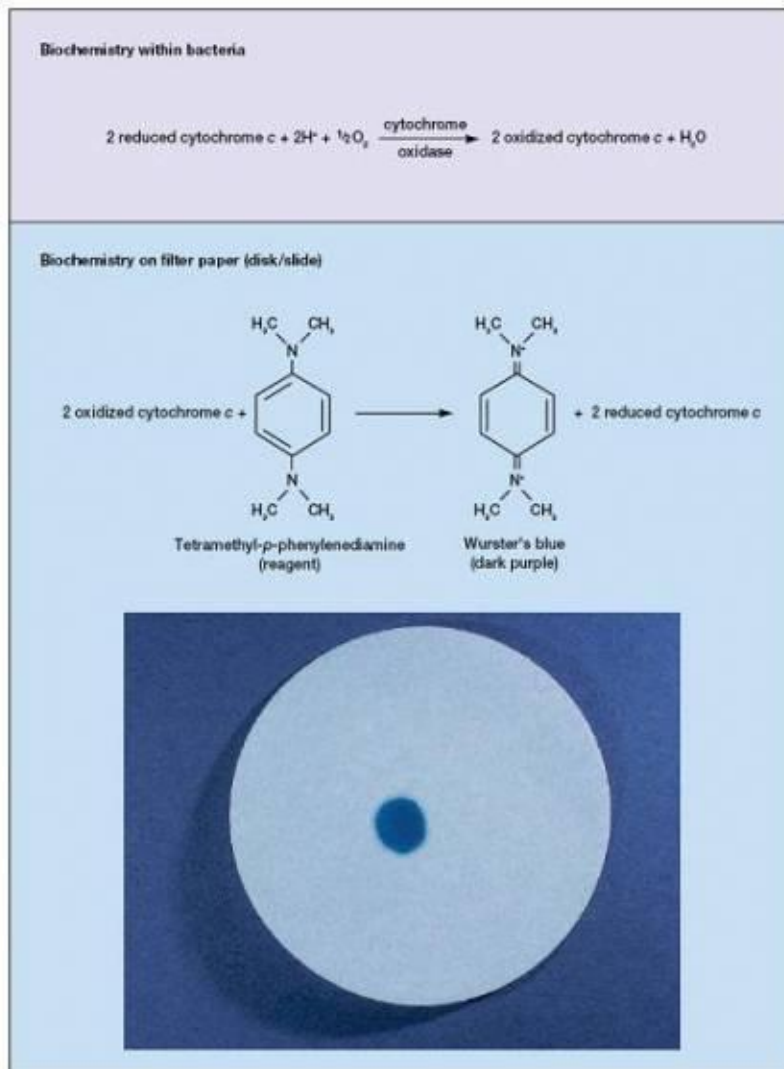 Biochemistry within bacteria
2 reduced cytochrome c + 2H⁺ + ½O₂ cytochrome oxidase 2 oxidized cytochrome c + H₂O
Biochemistry on filter paper (disk/slide)
H₃C CH₃ H₃C CH₃
N N⁺
2 oxidized cytochrome c + + 2 reduced cytochrome c
N N⁺
H₃C CH₃ H₃C CH₃
Tetramethyl-p-phenylenediamine Wurster's blue
(reagent) (dark purple)